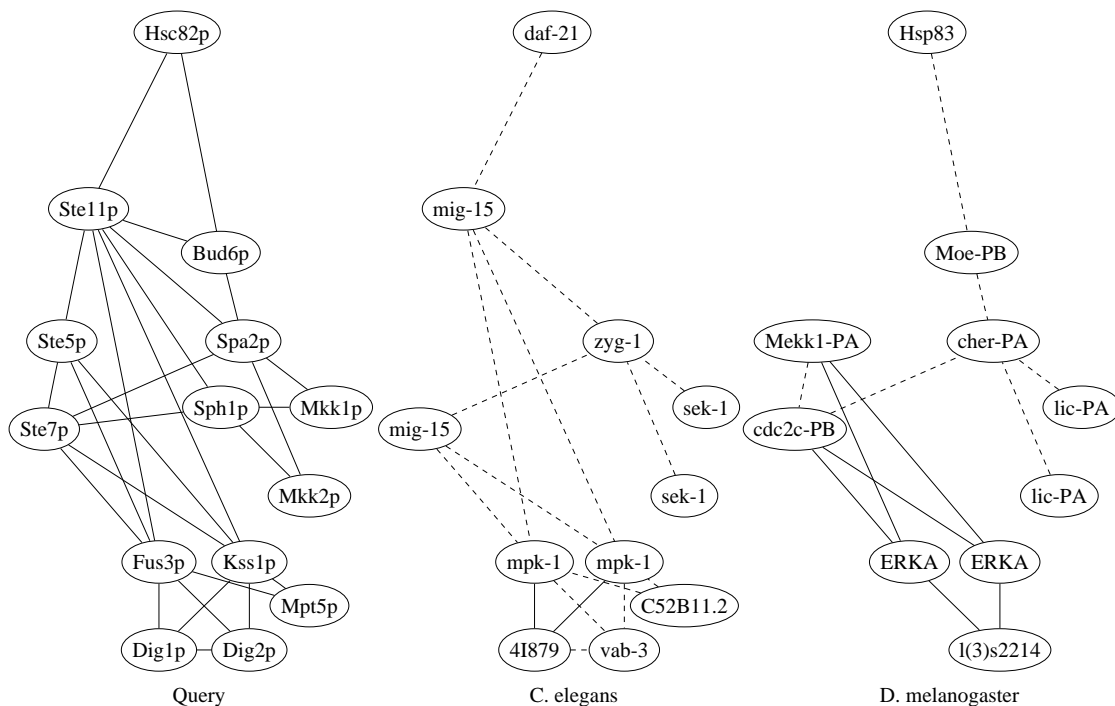 Hsc82p daf-21 Hsp83
Ste11p mig-15
Bud6p Moe-PB
Ste5p Spa2p zyg-1 Mekk1-PA cher-PA
Sph1p Mkk1p sek-1 lic-PA
Ste7p mig-15 cdc2c-PB
Mkk2p sek-1 lic-PA
Fus3p Kss1p mpk-1 mpk-1 ERKA ERKA
Mpt5p C52B11.2
Dig1p Dig2p 4I879 vab-3 l(3)s2214
Query C. elegans D. melanogaster